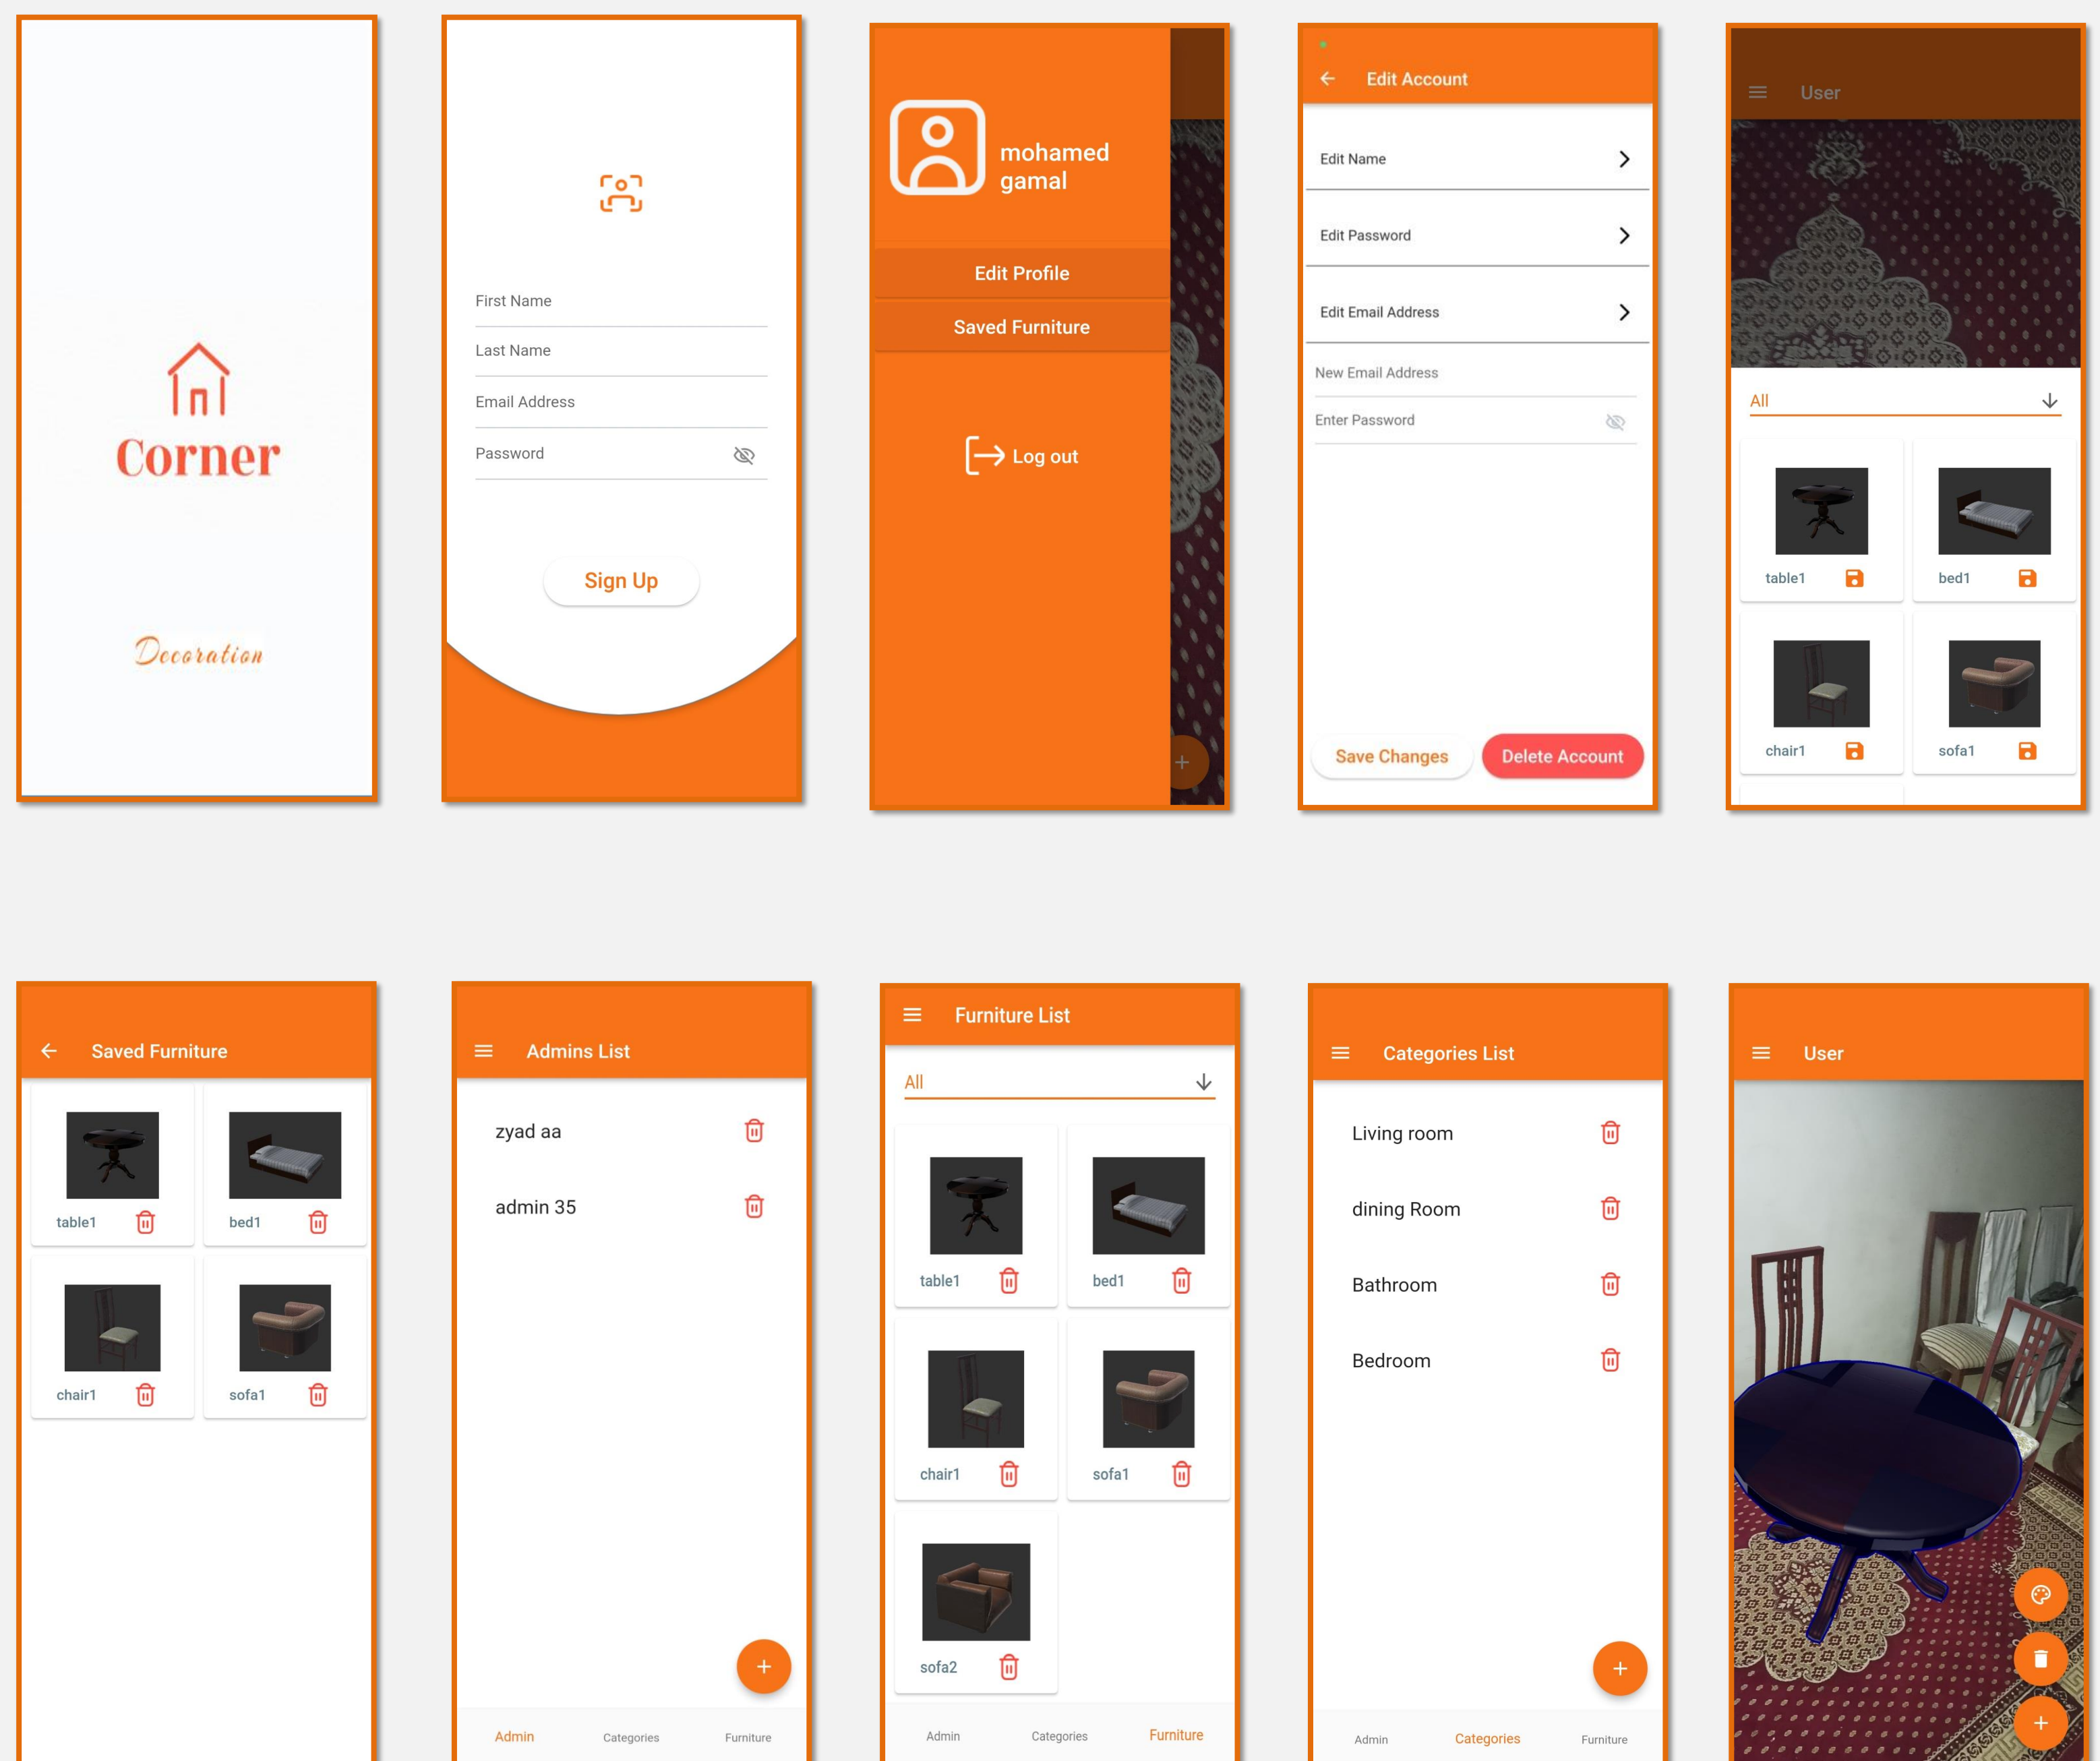 Corner
Decoration
First Name
Last Name
Email Address
Password
Sign Up
mohamed
gamal
Edit Profile
Saved Furniture
Log out
Edit Account
Edit Name
Edit Password
Edit Email Address
New Email Address
Enter Password
Save Changes
Delete Account
User
All
table1
bed1
chair1
sofa1
Saved Furniture
table1
bed1
chair1
sofa1
Admins List
zyad aa
admin 35
Admin
Categories
Furniture
Furniture List
All
table1
bed1
chair1
sofa1
sofa2
Admin
Categories
Furniture
Categories List
Living room
dining Room
Bathroom
Bedroom
Admin
Categories
Furniture
User